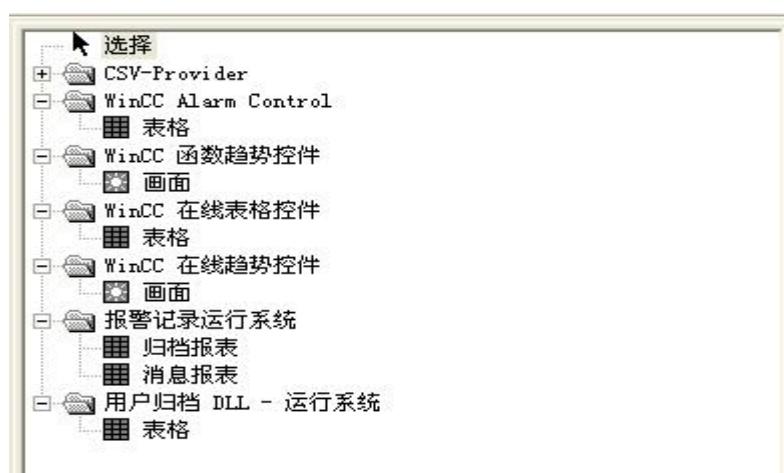 选择
CSV-Provider
WinCC Alarm Control
表格
WinCC 函数趋势控件
画面
WinCC 在线表格控件
表格
WinCC 在线趋势控件
画面
报警记录运行系统
归档报表
消息报表
用户归档 DLL - 运行系统
表格